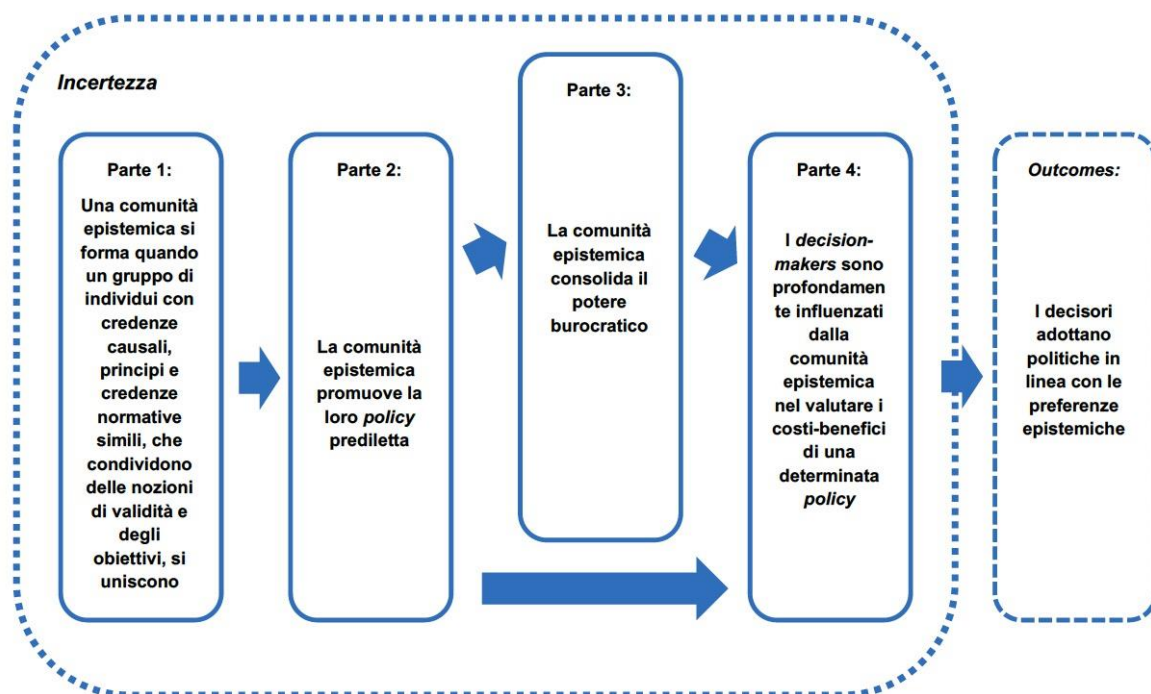 Incertezza
Parte 1:
Una comunità
epistemica si
forma quando
un gruppo di
individui con
credenze
causali,
principi e
credenze
normative
simili, che
condividono
delle nozioni
di validità e
degli
obiettivi, si
uniscono
Parte 2:
La comunità
epistemica
promuove la
loro policy
prediletta
Parte 3:
La comunità
epistemica
consolida il
potere
burocratico
Parte 4:
I decision-
makers sono
profondamen
te influenzati
dalla
comunità
epistemica
nel valutare i
costi-benefici
di una
determinata
policy
Outcomes:
I decisori
adottano
politiche in
linea con le
preferenze
epistemiche